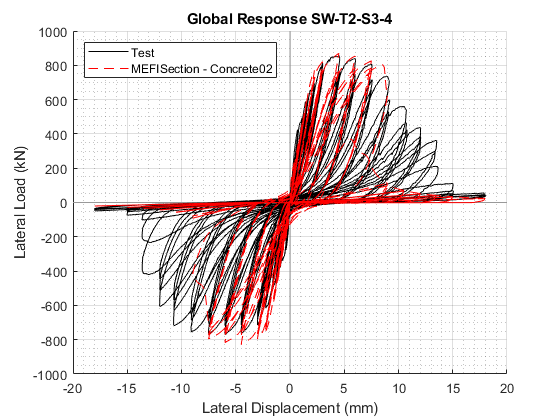 Global Response SW-T2-S3-4
Test
MEFISection - Concrete02
1000
800
600
400
200
0
-200
-400
-600
-800
-1000
Lateral Load (kN)
-20 -15 -10 -5 0 5 10 15 20
Lateral Displacement (mm)